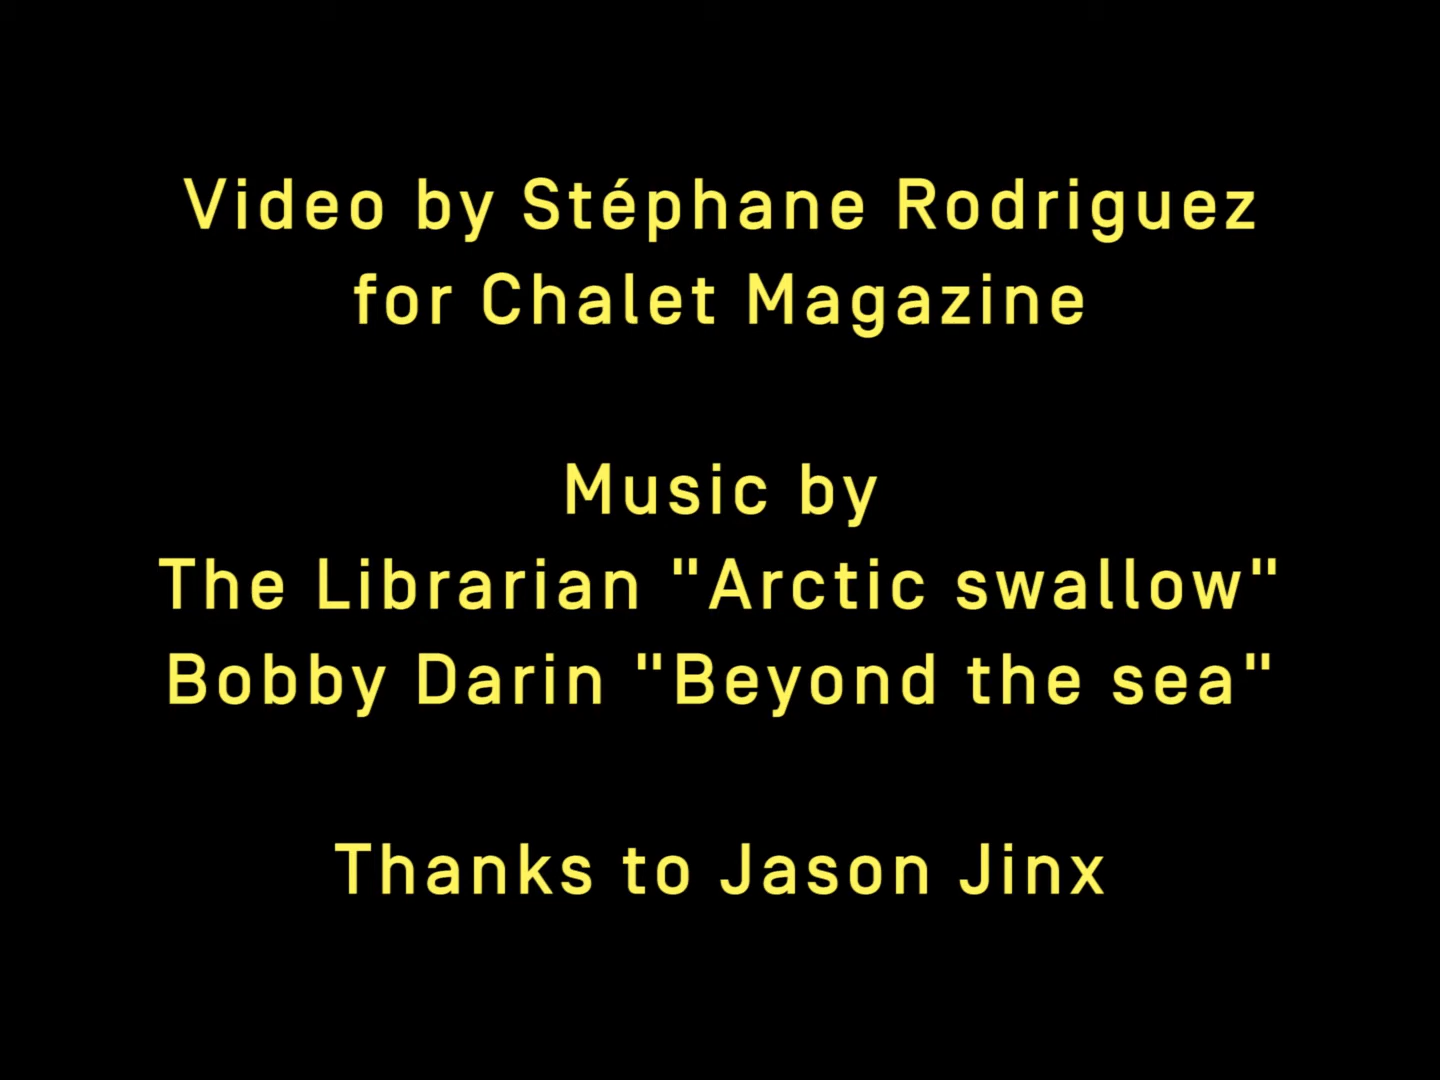 Video by Stéphane Rodriguez
for Chalet Magazine
Music by
The Librarian "Arctic swallow"
Bobby Darin "Beyond the sea"
Thanks to Jason Jinx